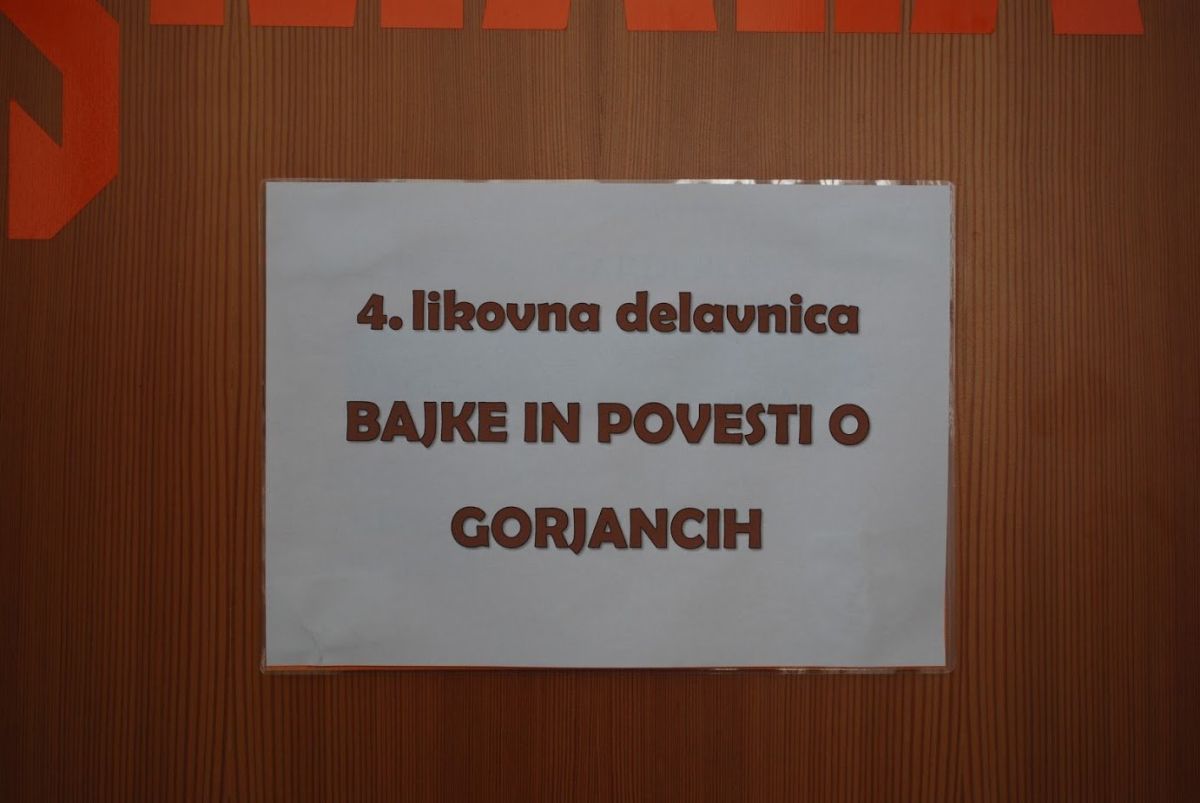 4. likovna delavnica
BAJKE IN POVESTI O
GORJANCIH